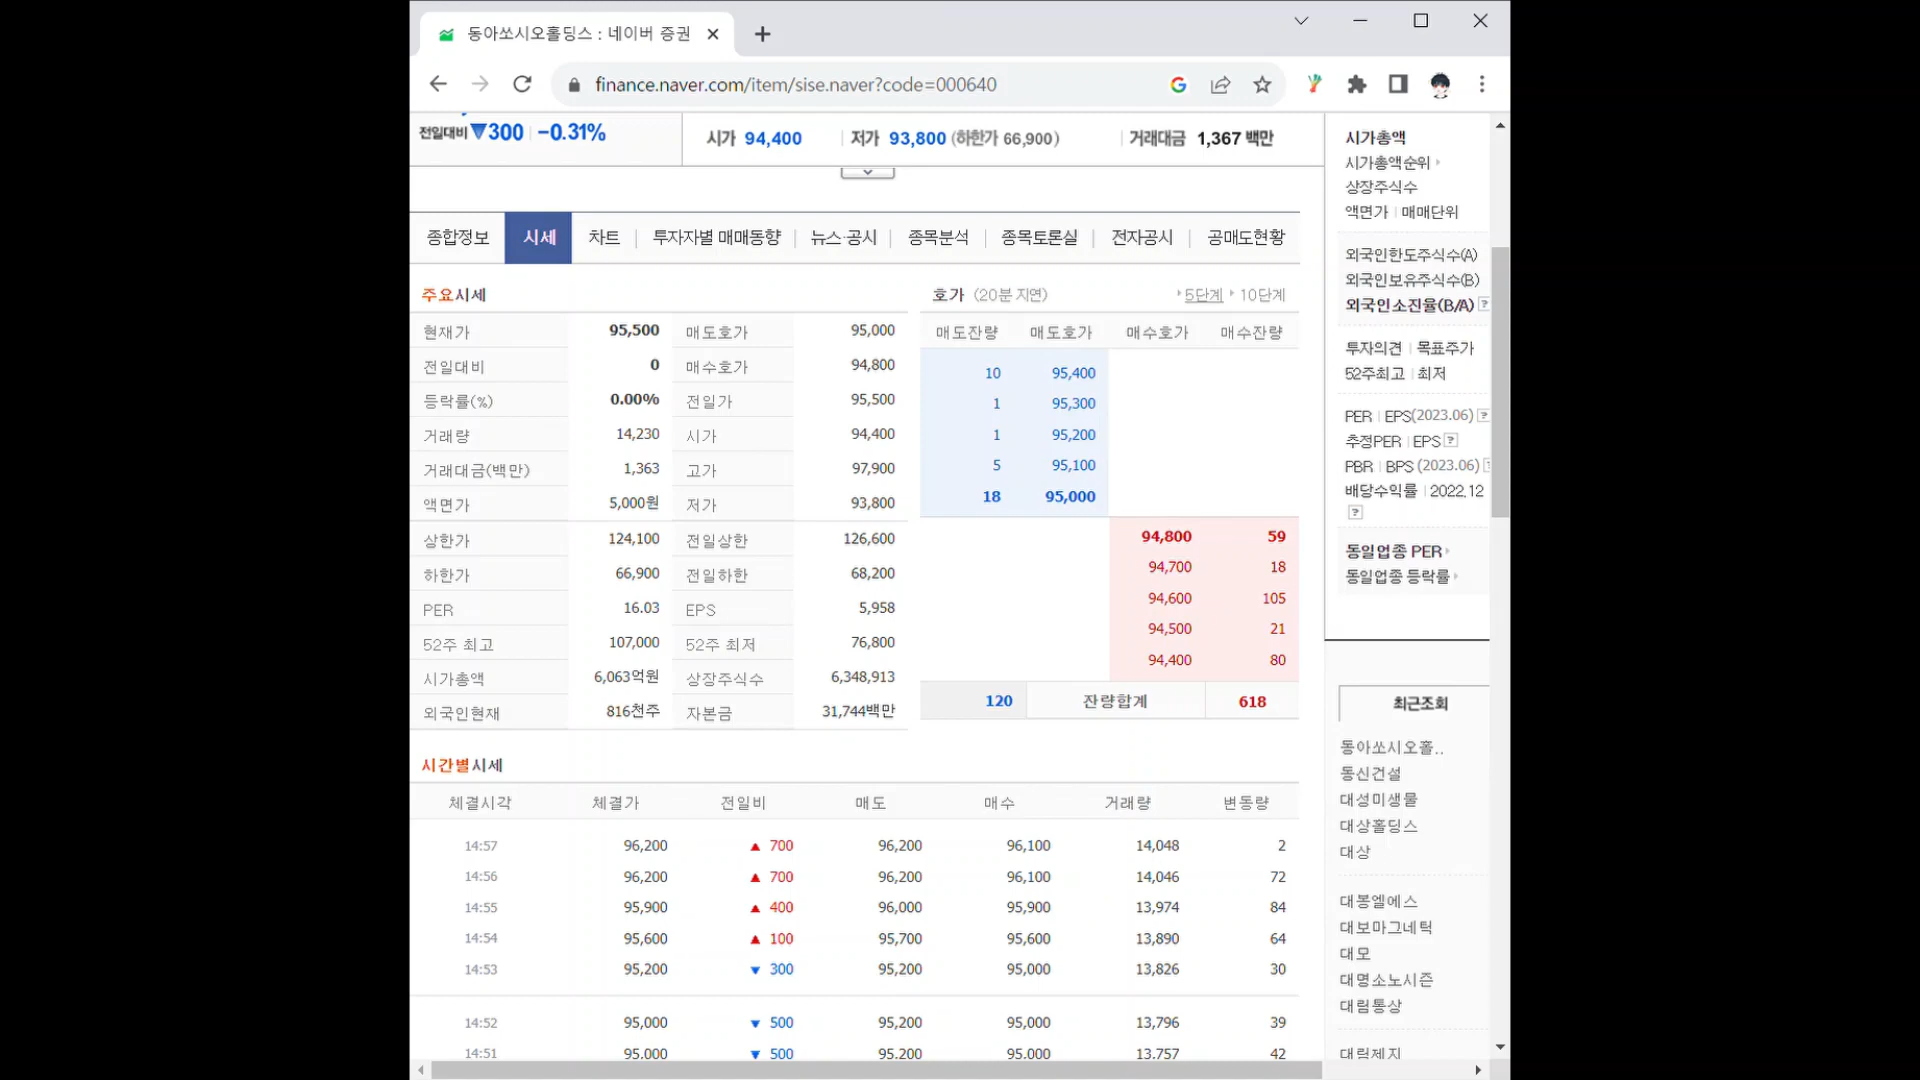 동아쏘시오홀딩스 : 네이버 증권
finance.naver.com/item/sise.naver?code=000640
전일대비 ▼300 | -0.31%
시가 94,400 | 저가 93,800 (하한가 66,900) | 거래대금 1,367 백만
종합정보 시세 차트 | 투자자별 매매동향 | 뉴스·공시 | 종목분석 | 종목토론실 | 전자공시 | 공매도현황
주요시세
현재가 95,500 매도호가 95,000
전일대비 0 매수호가 94,800
등락률(%) 0.00% 전일가 95,500
거래량 14,230 시가 94,400
거래대금(백만) 1,363 고가 97,900
액면가 5,000원 저가 93,800
상한가 124,100 전일상한 126,600
하한가 66,900 전일하한 68,200
PER 16.03 EPS 5,958
52주 최고 107,000 52주 최저 76,800
시가총액 6,063억원 상장주식수 6,348,913
외국인현재 816천주 자본금 31,744백만
호가 (20분 지연) 5단계 10단계
매도잔량 매도호가 매수호가 매수잔량
10 95,400
1 95,300
1 95,200
5 95,100
18 95,000
94,800 59
94,700 18
94,600 105
94,500 21
94,400 80
120 잔량합계 618
시간별시세
체결시각 체결가 전일비 매도 매수 거래량 변동량
14:57 96,200 ▲ 700 96,200 96,100 14,048 2
14:56 96,200 ▲ 700 96,200 96,100 14,046 72
14:55 95,900 ▲ 400 96,000 95,900 13,974 84
14:54 95,600 ▲ 100 95,700 95,600 13,890 64
14:53 95,200 ▼ 300 95,200 95,000 13,826 30
14:52 95,000 ▼ 500 95,200 95,000 13,796 39
14:51 95,000 ▼ 500 95,200 95,000 13,757 42
시가총액
시가총액순위
상장주식수
액면가 | 매매단위
외국인한도주식수(A)
외국인보유주식수(B)
외국인소진율(B/A) ?
투자의견 | 목표주가
52주최고 | 최저
PER | EPS(2023.06) ?
추정PER | EPS ?
PBR | BPS (2023.06) ?
배당수익률 | 2022.12
?
동일업종 PER
동일업종 등락률
최근조회
동아쏘시오홀..
동신건설
대성미생물
대상홀딩스
대상
대봉엘에스
대보마그네틱
대모
대명소노시즌
대림통상
대림제지